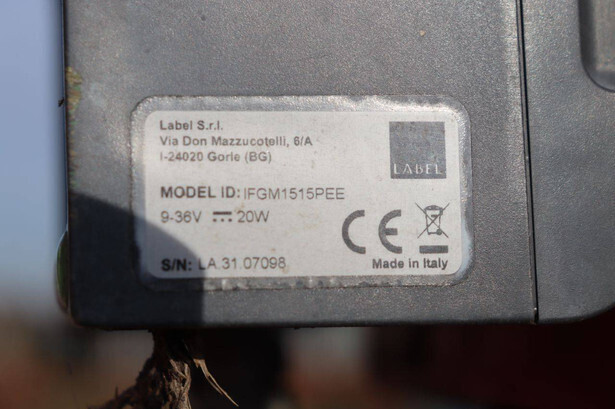 Label S.r.l.
Via Don Mazzucotelli, 6/A
I-24020 Gorle (BG)
LABEL
MODEL ID: IFGM1515PEE
9-36V ⎓ 20W
CE
S/N: LA.31.07098
Made in Italy